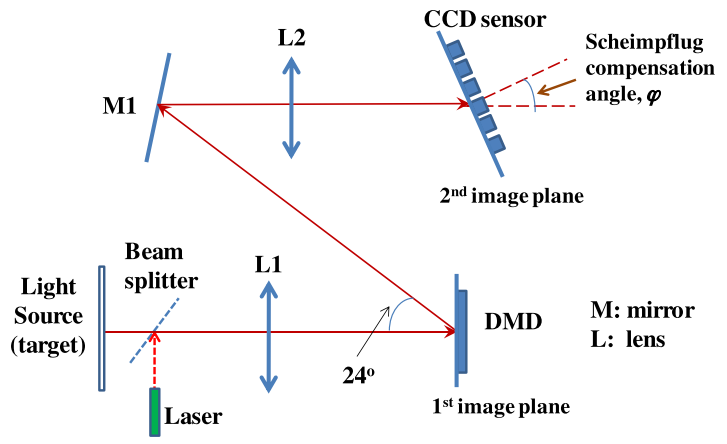 CCD sensor
L2
Scheimpflug
compensation
angle, φ
M1
2nd image plane
Beam
splitter
L1
Light
Source
(target)
DMD
M: mirror
L: lens
24o
1st image plane
Laser